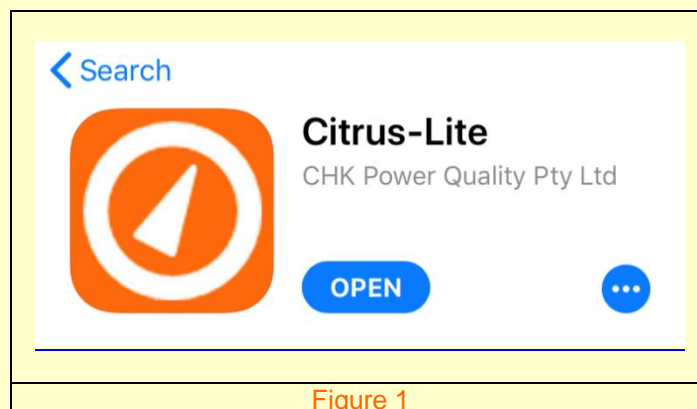 Search
Citrus-Lite
CHK Power Quality Pty Ltd
OPEN
Figure 1